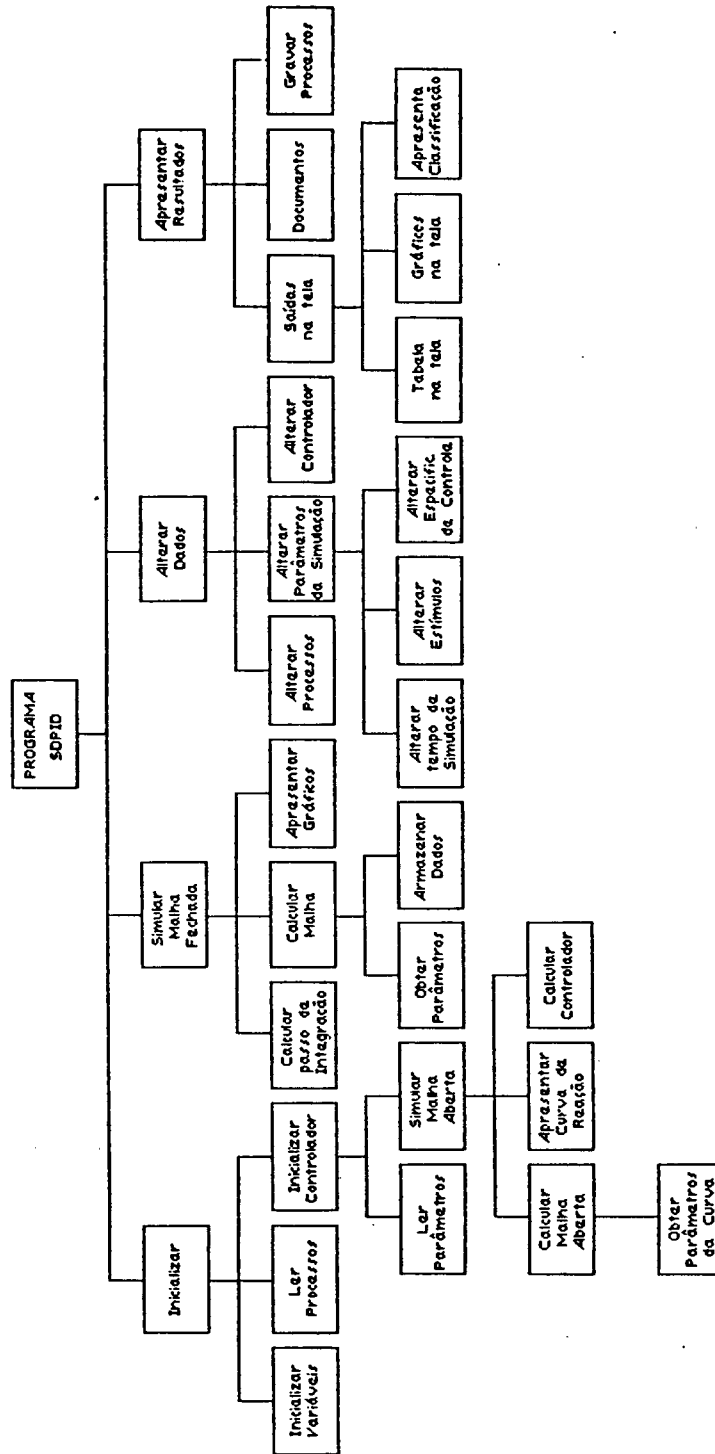 PROGRAMA
SDPID
Inicializar
Simular
Malha
Fechada
Alterar
Dados
Apresentar
Resultados
Inicializar
Variáveis
Ler
Processos
Inicializar
Controlador
Calcular
passo de
Integração
Calcular
Malha
Apresentar
Gráficos
Alterar
Processos
Alterar
Parâmetros
da Simulação
Alterar
Controlador
Saídas
na tela
Documentos
Gravar
Processos
Ler
Parâmetros
Simular
Malha
Aberta
Obter
Parâmetros
Armazenar
Dados
Alterar
tempo de
Simulação
Alterar
Estímulos
Alterar
Especific
de Controle
Tabela
na tela
Gráficos
na tela
Apresenta
Classificação
Calcular
Malha
Aberta
Apresentar
Curva de
Reação
Calcular
Controlador
Obter
Parâmetros
da Curva